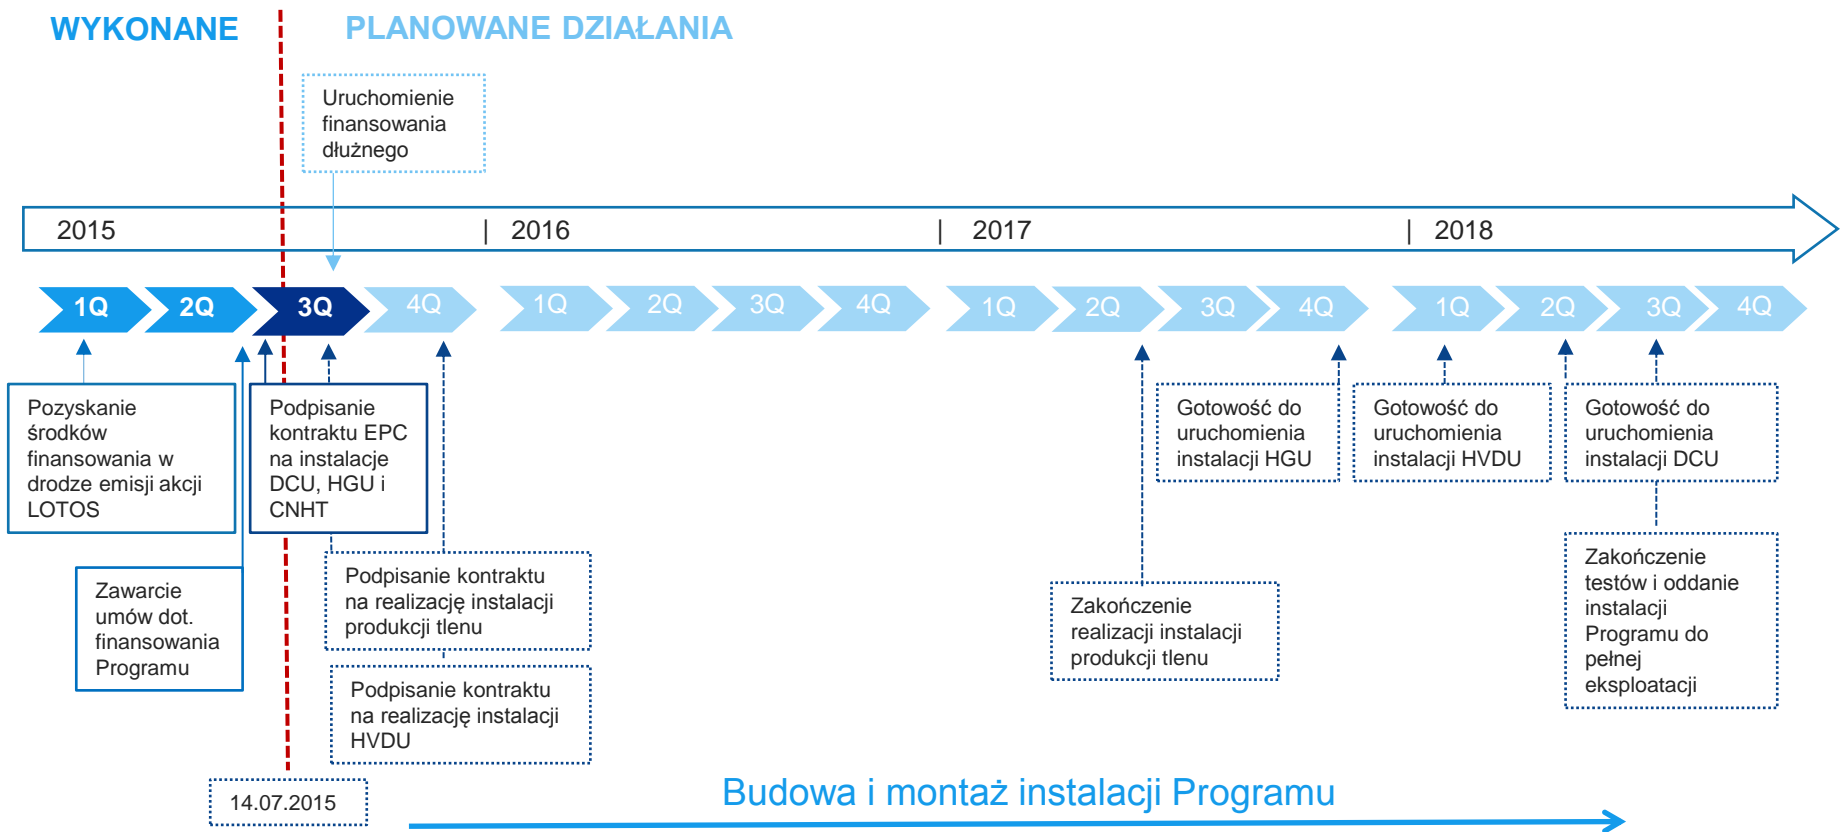 WYKONANE
PLANOWANE DZIAŁANIA
Uruchomienie
finansowania
dłużnego
2015 | 2016 | 2017 | 2018
1Q 2Q 3Q 4Q 1Q 2Q 3Q 4Q 1Q 2Q 3Q 4Q 1Q 2Q 3Q 4Q
Pozyskanie
środków
finansowania w
drodze emisji akcji
LOTOS
Podpisanie
kontraktu EPC
na instalacje
DCU, HGU i
CNHT
Gotowość do
uruchomienia
instalacji HGU
Gotowość do
uruchomienia
instalacji HVDU
Gotowość do
uruchomienia
instalacji DCU
Zawarcie
umów dot.
finansowania
Programu
Podpisanie kontraktu
na realizację instalacji
produkcji tlenu
Podpisanie kontraktu
na realizację instalacji
HVDU
Zakończenie
realizacji instalacji
produkcji tlenu
Zakończenie
testów i oddanie
instalacji
Programu do
pełnej
eksploatacji
14.07.2015
Budowa i montaż instalacji Programu